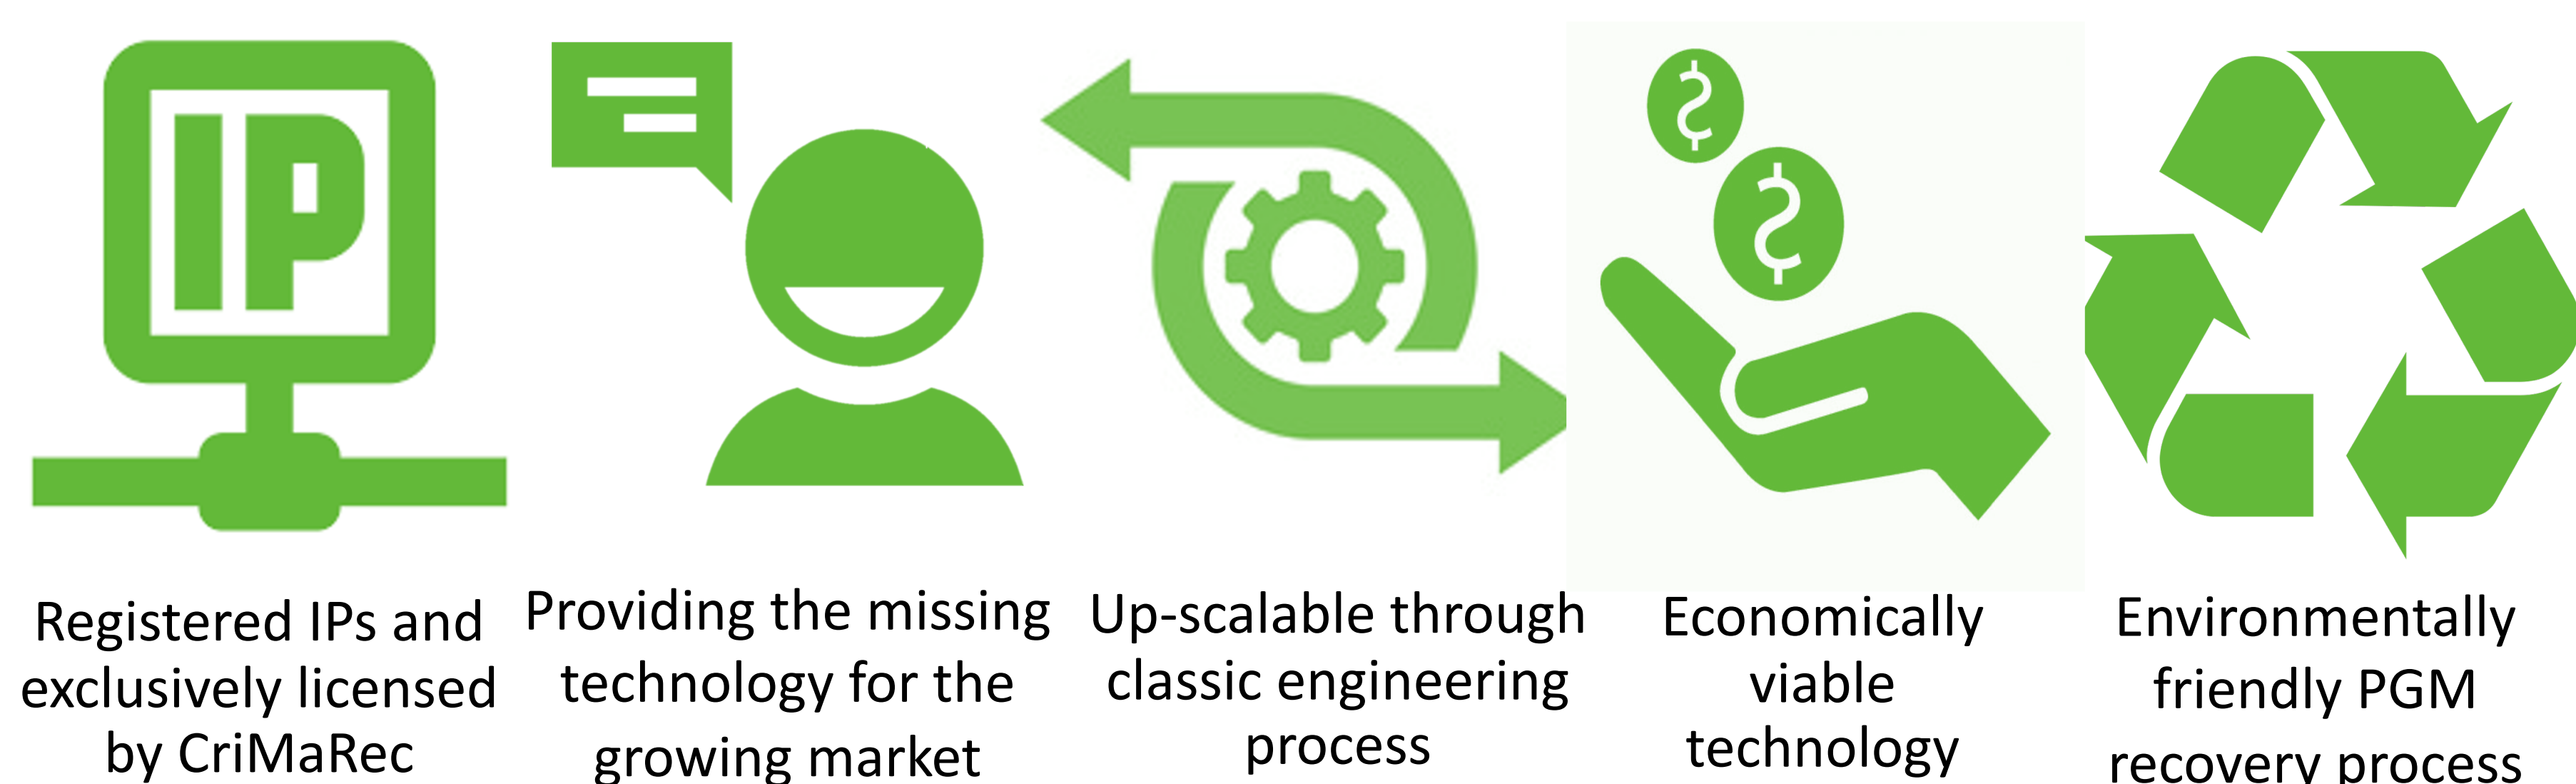 IP
Registered IPs and
exclusively licensed
by CriMaRec
Providing the missing
technology for the
growing market
Up-scalable through
classic engineering
process
$
$
Economically
viable
technology
Environmentally
friendly PGM
recovery process